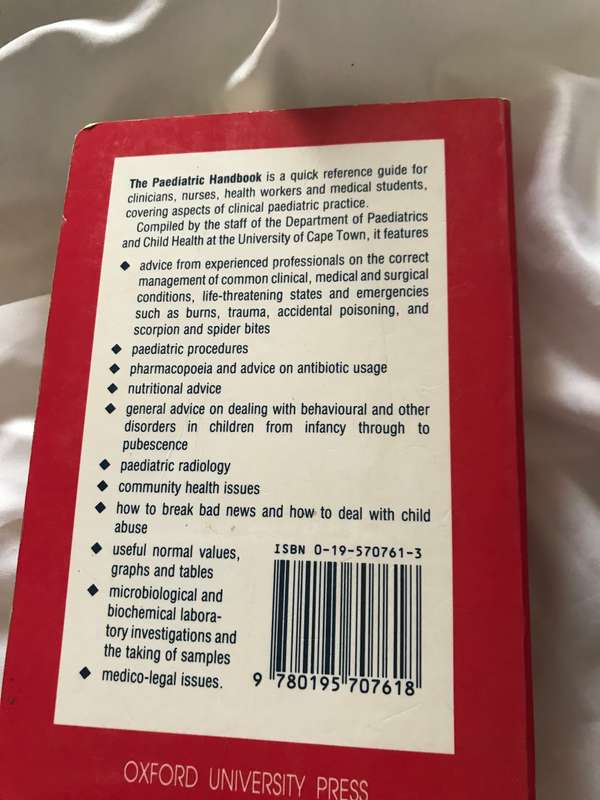 The Paediatric Handbook is a quick reference guide for
clinicians, nurses, health workers and medical students,
covering aspects of clinical paediatric practice.
Compiled by the staff of the Department of Paediatrics
and Child Health at the University of Cape Town, it features
◆ advice from experienced professionals on the correct
management of common clinical, medical and surgical
conditions, life-threatening states and emergencies
such as burns, trauma, accidental poisoning, and
scorpion and spider bites
◆ paediatric procedures
◆ pharmacopoeia and advice on antibiotic usage
◆ nutritional advice
◆ general advice on dealing with behavioural and other
disorders in children from infancy through to
pubescence
◆ paediatric radiology
◆ community health issues
◆ how to break bad news and how to deal with child
abuse
◆ useful normal values,
graphs and tables
◆ microbiological and
biochemical labora-
tory investigations and
the taking of samples
◆ medico-legal issues.
ISBN 0-19-570761-3
9 780195 707618
OXFORD UNIVERSITY PRESS